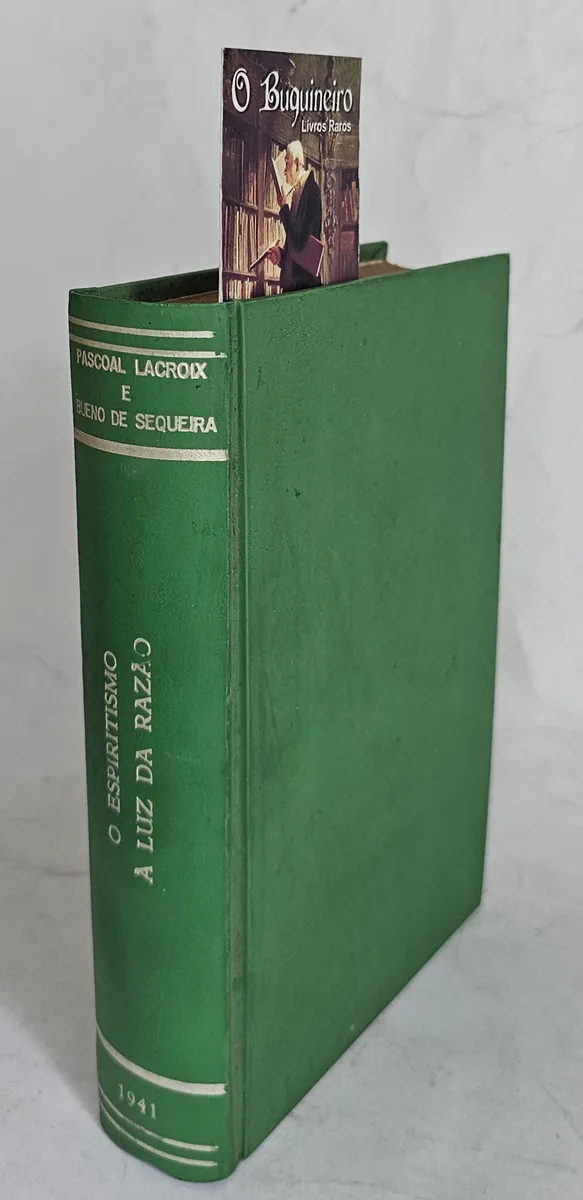 O Buquineiro
Livros Raros
PASCOAL LACROIX
E
BUENO DE SEQUEIRA
O ESPIRITISMO
À LUZ DA RAZÃO
1941